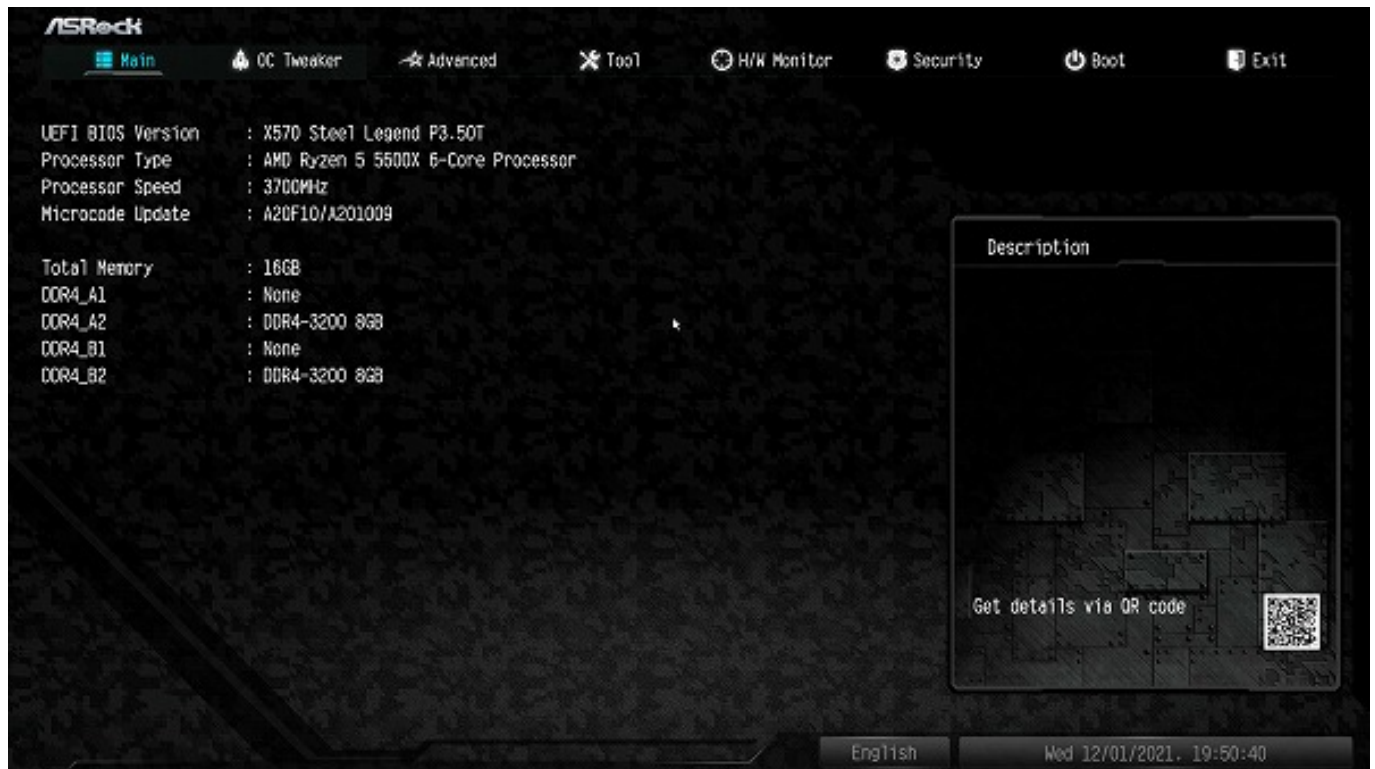 ASRock
Main OC Tweaker Advanced Tool H/W Monitor Security Boot Exit
UEFI BIOS Version : X570 Steel Legend P3.50T
Processor Type : AMD Ryzen 5 5600X 6-Core Processor
Processor Speed : 3700MHz
Microcode Update : A20F10/A201009
Total Memory : 16GB
DDR4_A1 : None
DDR4_A2 : DDR4-3200 8GB
DDR4_B1 : None
DDR4_B2 : DDR4-3200 8GB
Description
Get details via QR code
English Wed 12/01/2021, 19:50:40